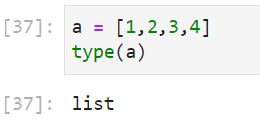 [37]: a = [1,2,3,4]
type(a)
[37]: list